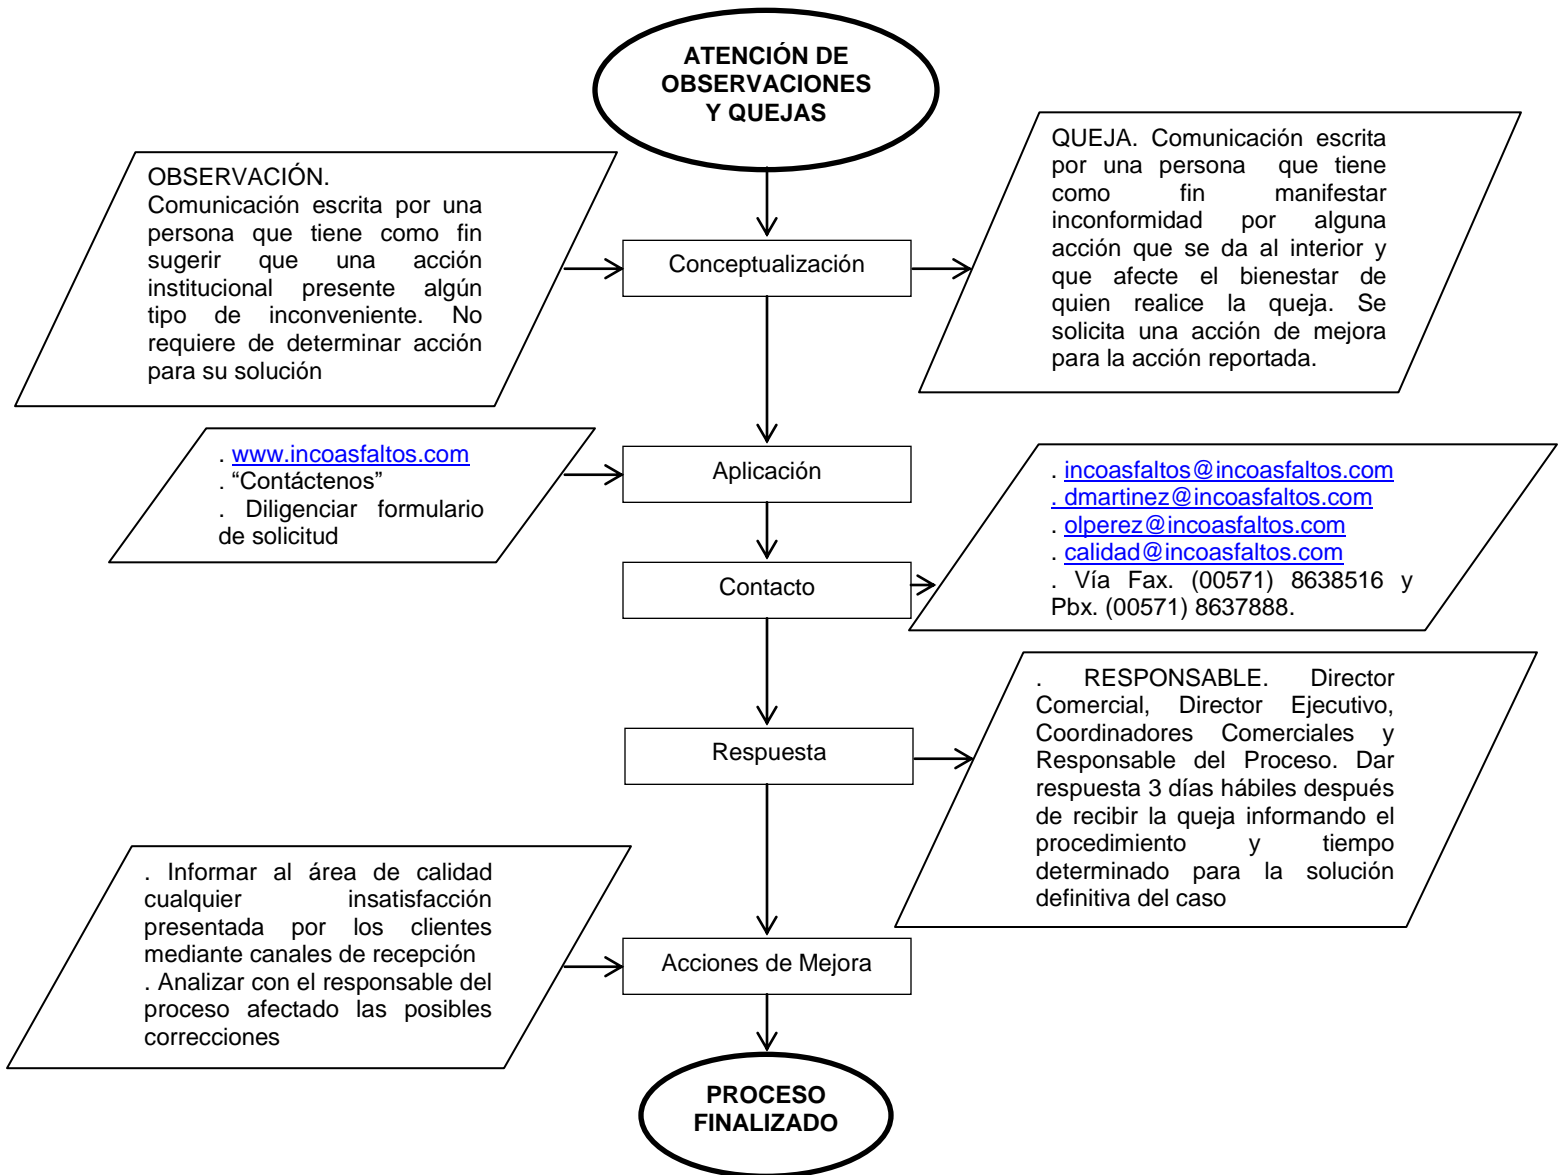 ATENCIÓN DE
OBSERVACIONES
Y QUEJAS
OBSERVACIÓN.
Comunicación escrita por una
persona que tiene como fin
sugerir que una acción
institucional presente algún
tipo de inconveniente. No
requiere de determinar acción
para su solución
Conceptualización
QUEJA. Comunicación escrita
por una persona que tiene
como fin manifestar
inconformidad por alguna
acción que se da al interior y
que afecte el bienestar de
quien realice la queja. Se
solicita una acción de mejora
para la acción reportada.
. www.incoasfaltos.com
. “Contáctenos”
. Diligenciar formulario
de solicitud
Aplicación
Contacto
. incoasfaltos@incoasfaltos.com
. dmartinez@incoasfaltos.com
. olperez@incoasfaltos.com
. calidad@incoasfaltos.com
. Vía Fax. (00571) 8638516 y
Pbx. (00571) 8637888.
Respuesta
. RESPONSABLE. Director
Comercial, Director Ejecutivo,
Coordinadores Comerciales y
Responsable del Proceso. Dar
respuesta 3 días hábiles después
de recibir la queja informando el
procedimiento y tiempo
determinado para la solución
definitiva del caso
. Informar al área de calidad
cualquier insatisfacción
presentada por los clientes
mediante canales de recepción
. Analizar con el responsable del
proceso afectado las posibles
correcciones
Acciones de Mejora
PROCESO
FINALIZADO